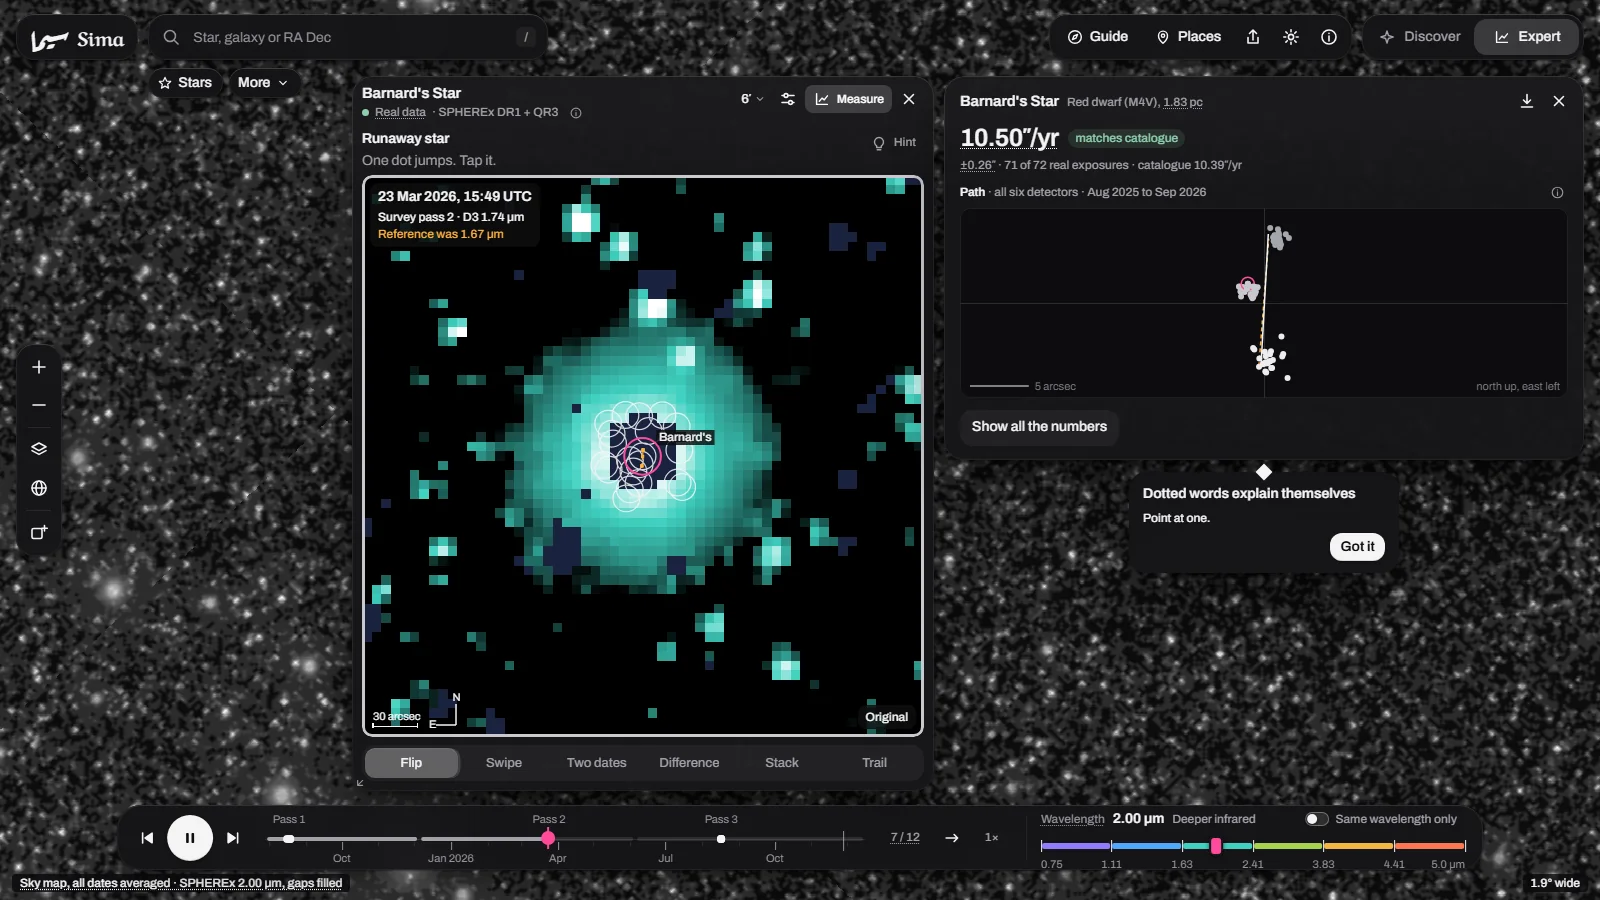 Sima
Star, galaxy or RA Dec
/
Guide
Places
Discover
Expert
Stars
More
Barnard's Star
Real data · SPHEREx DR1 + QR3
6′
Measure
Runaway star
One dot jumps. Tap it.
Hint
23 Mar 2026, 15:49 UTC
Survey pass 2 · D3 1.74 µm
Reference was 1.67 µm
Barnard's
30 arcsec
N
E
Original
Flip
Swipe
Two dates
Difference
Stack
Trail
Barnard's Star Red dwarf (M4V), 1.83 pc
10.50″/yr matches catalogue
±0.26″ · 71 of 72 real exposures · catalogue 10.39″/yr
Path · all six detectors · Aug 2025 to Sep 2026
5 arcsec
north up, east left
Show all the numbers
Dotted words explain themselves
Point at one.
Got it
Pass 1
Pass 2
Pass 3
Oct
Jan 2026
Apr
Jul
Oct
7 / 12
1×
Wavelength 2.00 µm Deeper infrared
Same wavelength only
0.75 1.11 1.63 2.41 3.83 4.41 5.0 µm
Sky map, all dates averaged · SPHEREx 2.00 µm, gaps filled
1.9° wide